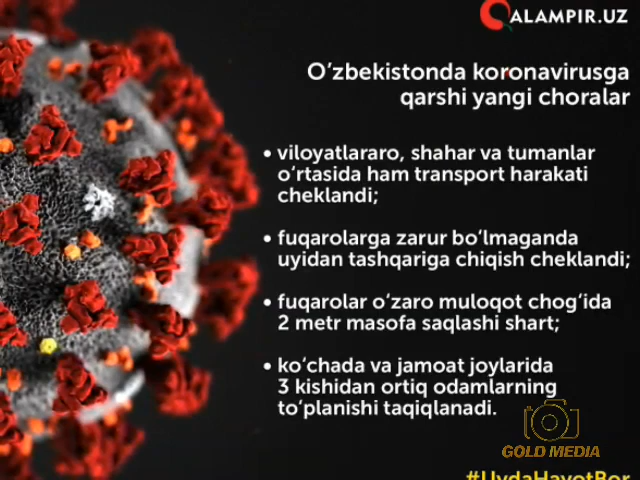 QALAMPIR.UZ
O‘zbekistonda koronavirusga
qarshi yangi choralar
• viloyatlararo, shahar va tumanlar
o‘rtasida ham transport harakati
cheklandi;
• fuqarolarga zarur bo‘lmaganda
uyidan tashqariga chiqish cheklandi;
• fuqarolar o‘zaro muloqot chog‘ida
2 metr masofa saqlashi shart;
• ko‘chada va jamoat joylarida
3 kishidan ortiq odamlarning
to‘planishi taqiqlanadi.
GOLD MEDIA
#UydaHayotBor